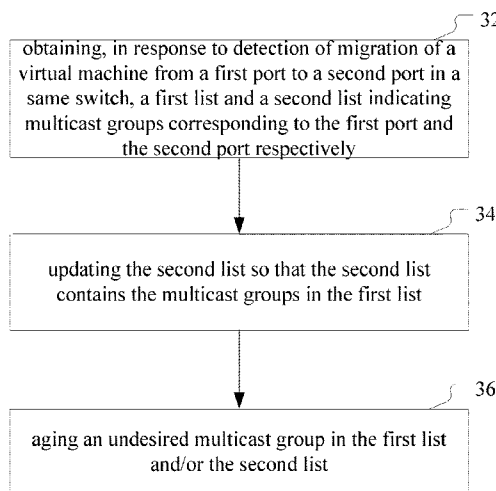 32
obtaining, in response to detection of migration of a
virtual machine from a first port to a second port in a
same switch, a first list and a second list indicating
multicast groups corresponding to the first port and
the second port respectively
34
updating the second list so that the second list
contains the multicast groups in the first list
36
aging an undesired multicast group in the first list
and/or the second list